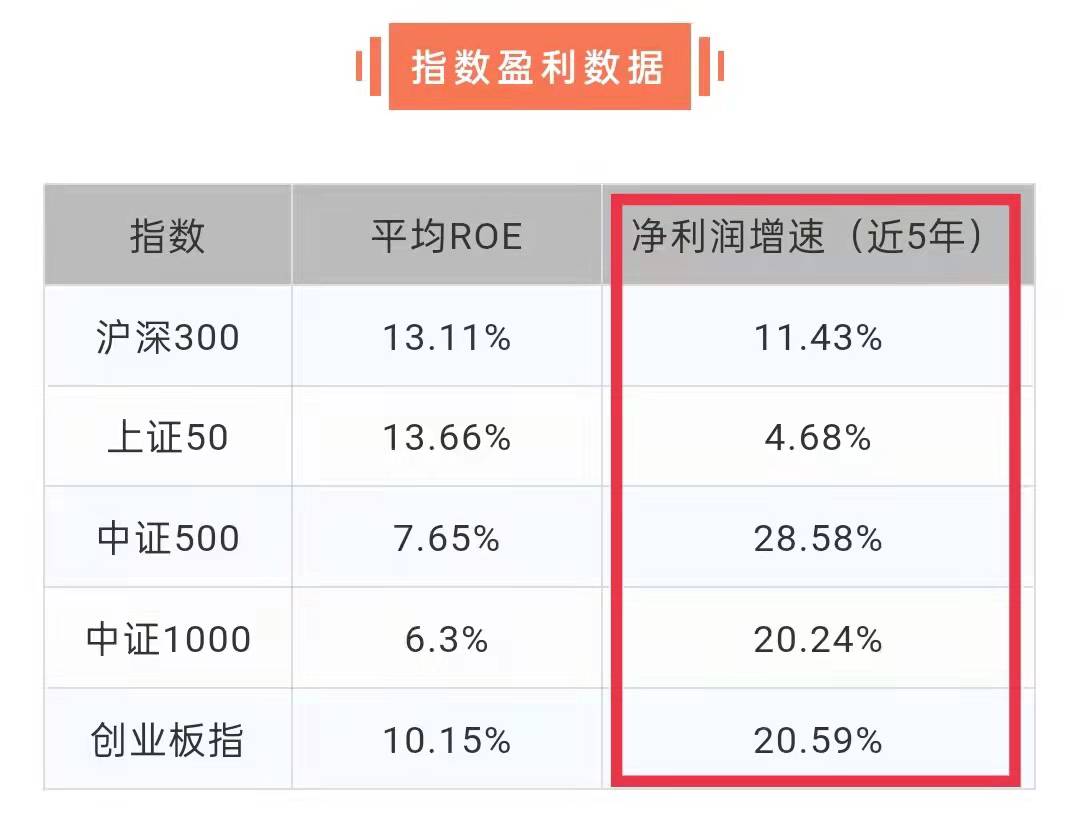 指数盈利数据
指数 平均ROE 净利润增速（近5年）
沪深300 13.11% 11.43%
上证50 13.66% 4.68%
中证500 7.65% 28.58%
中证1000 6.3% 20.24%
创业板指 10.15% 20.59%